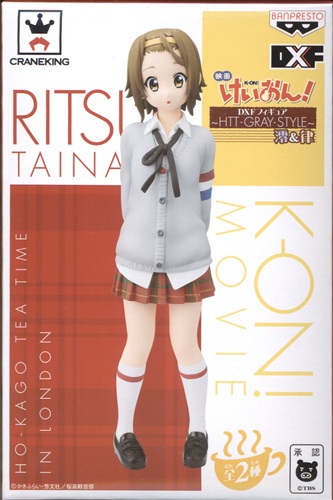 CRANEKING
BANPRESTO
DXF
映画
K-ON!
けいおん!
DXFフィギュア
~HTT-GRAY-STYLE~
澪&律
RITSU
TAINA
HO-KAGO TEA TIME
IN LONDON
K-ON!
MOVIE
全2種
承認
©TBS
©かきふらい・芳文社/桜高軽音部